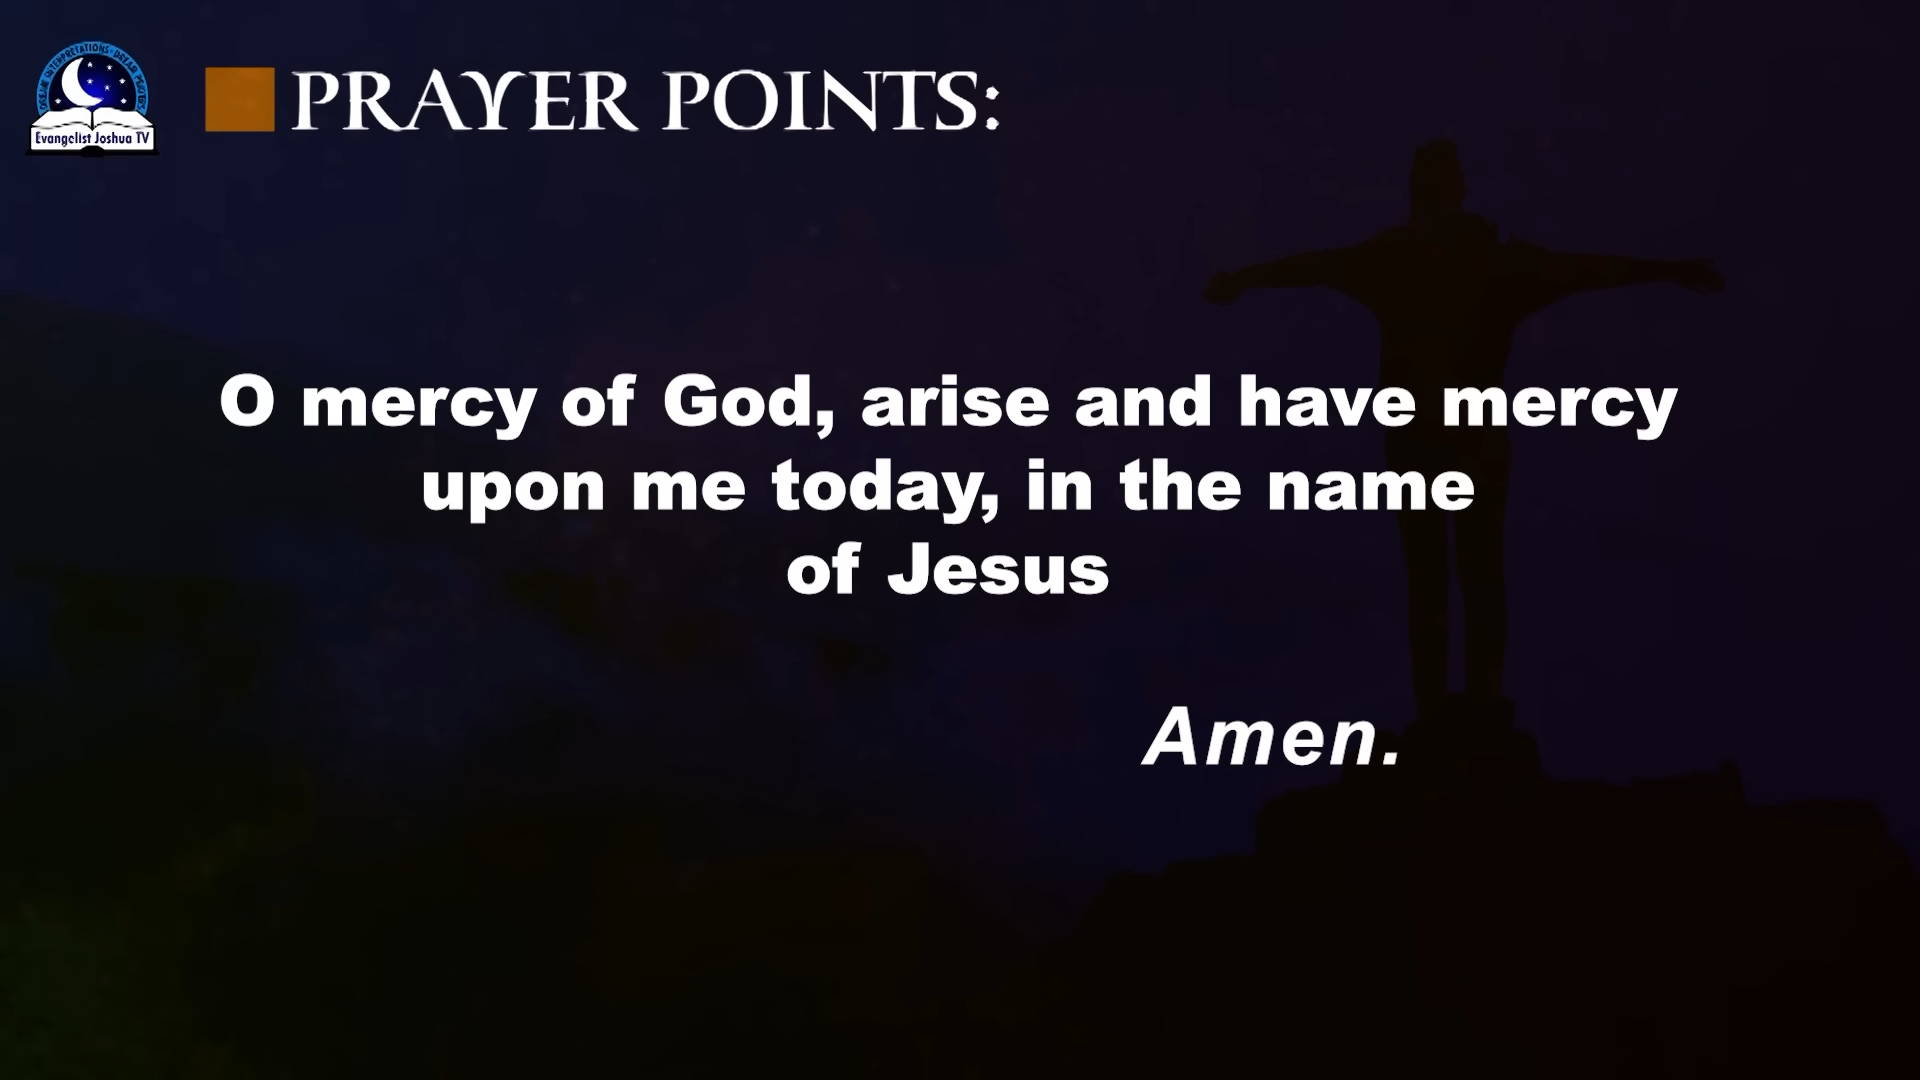 PRAYER POINTS:
Evangelist Joshua TV
O mercy of God, arise and have mercy
upon me today, in the name
of Jesus
Amen.